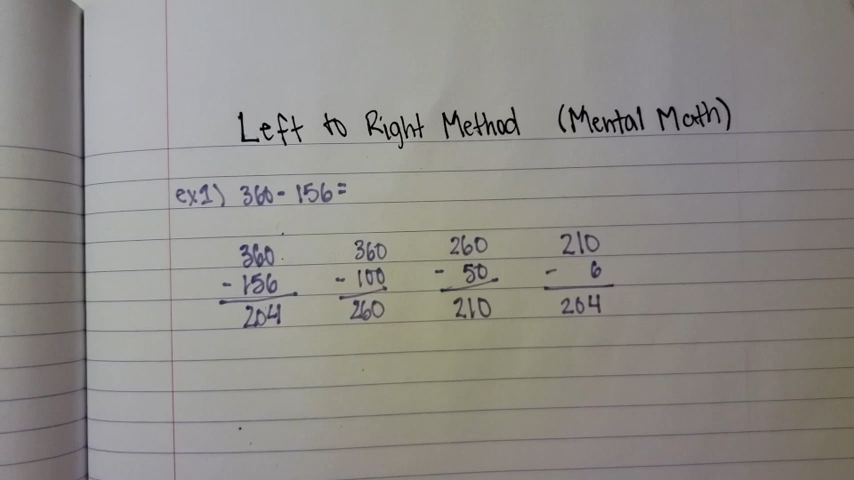 Left to Right Method (Mental Math)
ex1) 360 - 156 =
360 360 260 210
- 156 - 100 - 50 - 6
204 260 210 204